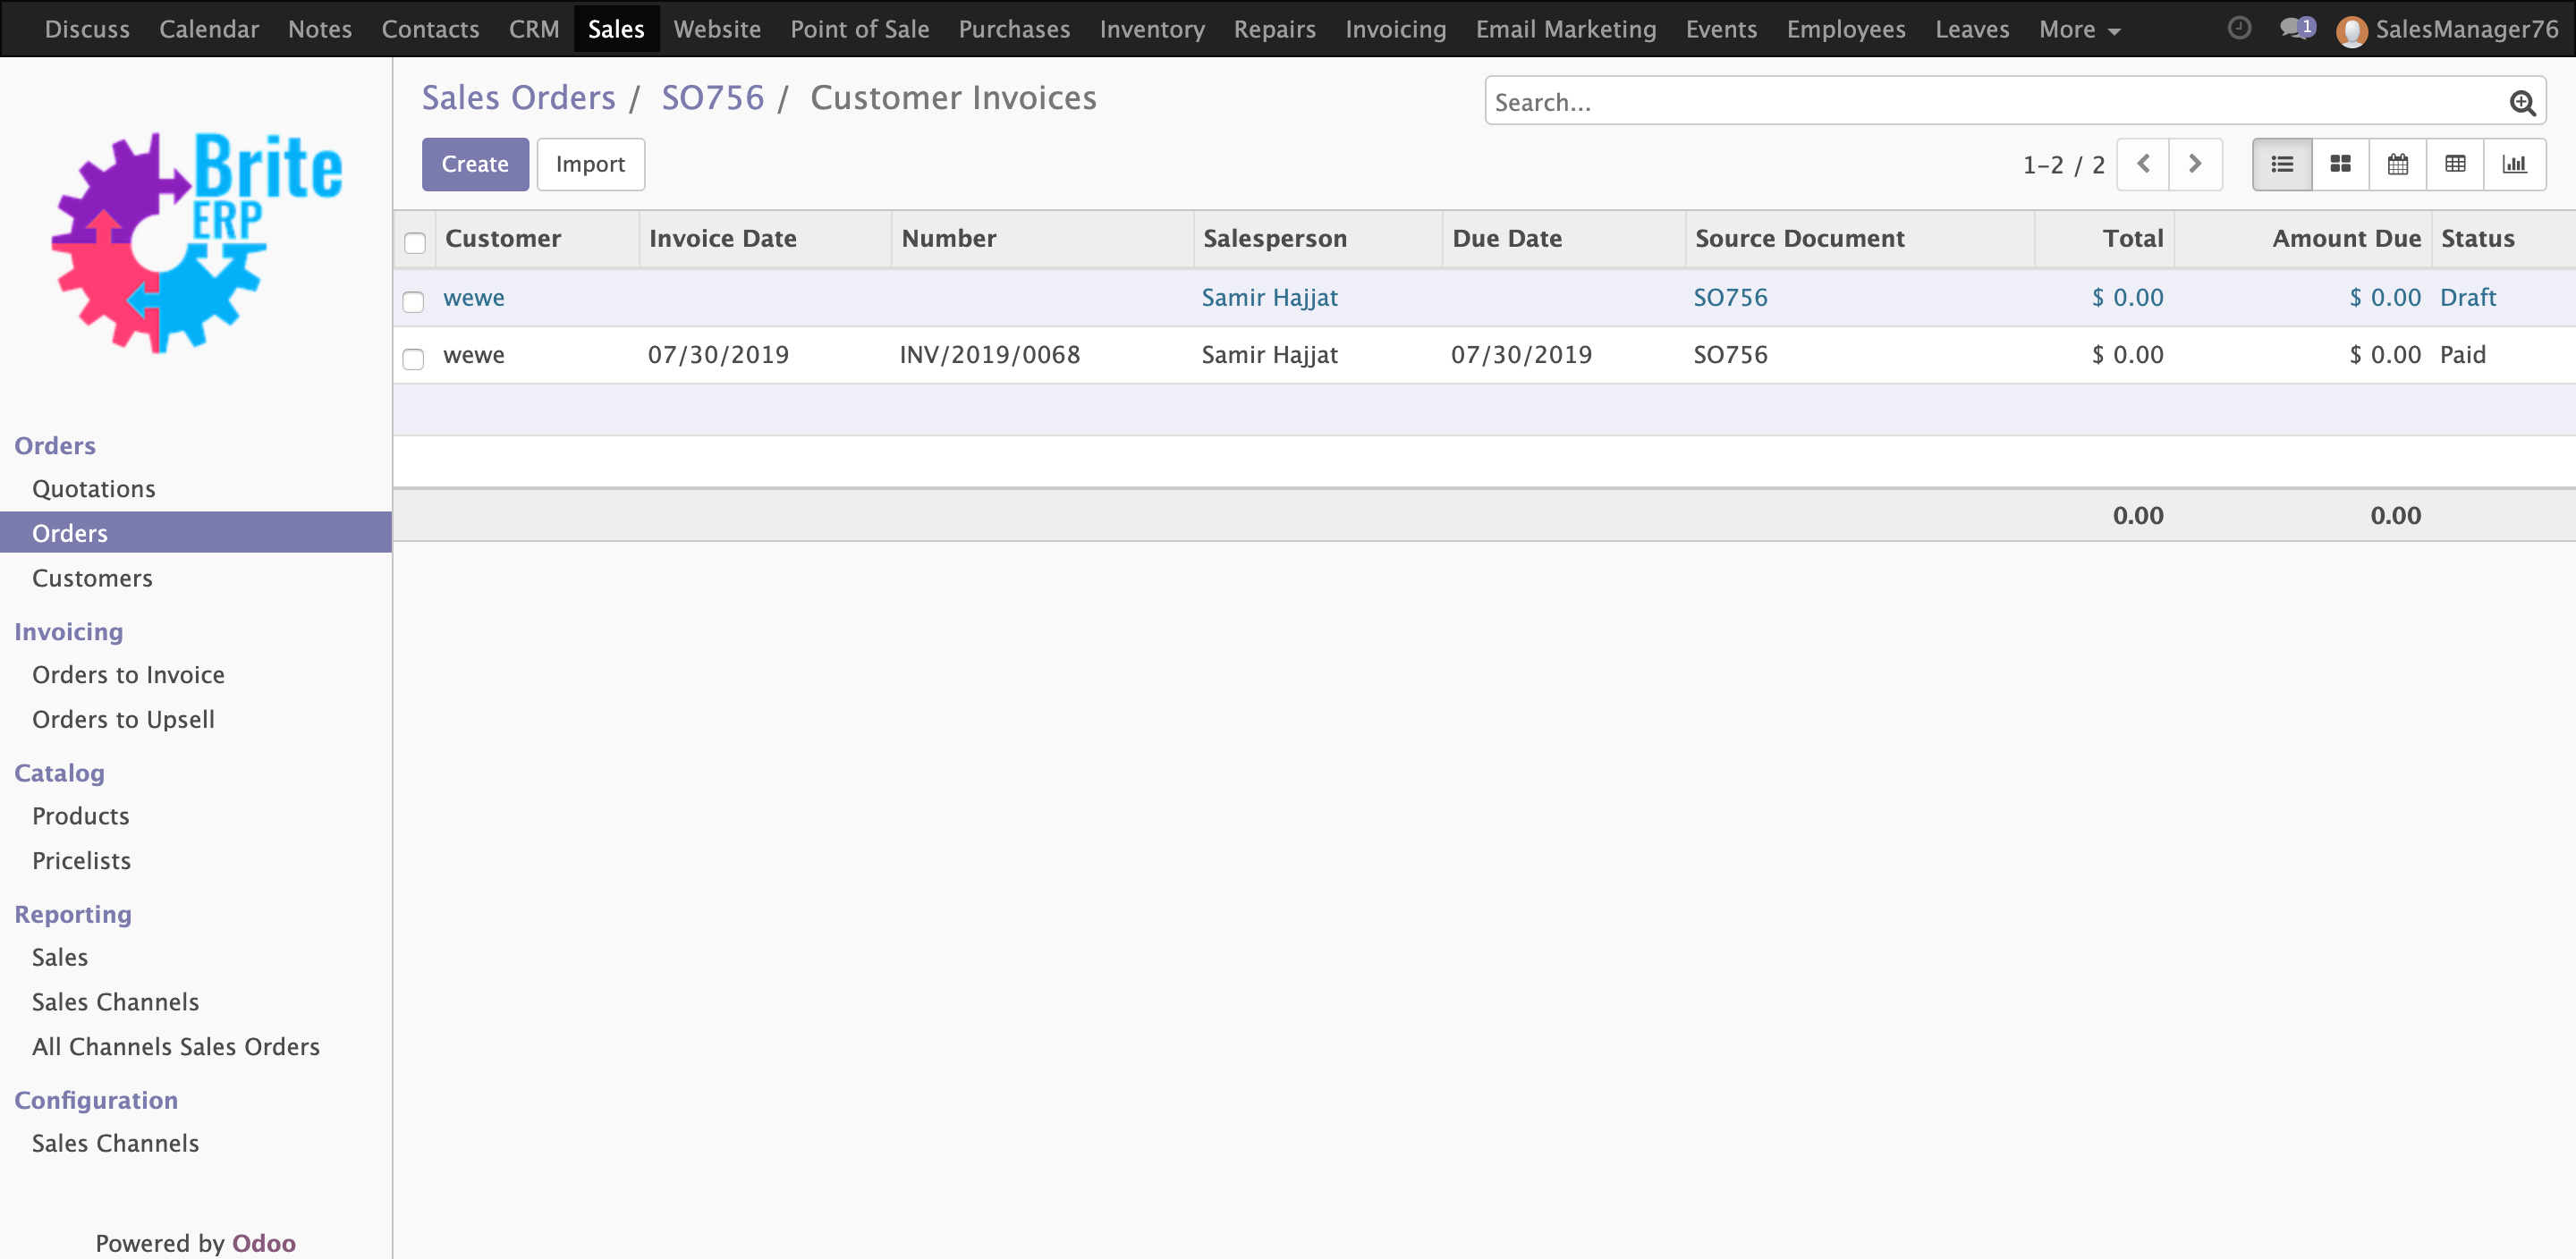 Discuss Calendar Notes Contacts CRM Sales Website Point of Sale Purchases Inventory Repairs Invoicing Email Marketing Events Employees Leaves More 1 SalesManager76
Brite
ERP
Orders
Quotations
Orders
Customers
Invoicing
Orders to Invoice
Orders to Upsell
Catalog
Products
Pricelists
Reporting
Sales
Sales Channels
All Channels Sales Orders
Configuration
Sales Channels
Powered by Odoo
Sales Orders / SO756 / Customer Invoices
Search...
Create Import 1-2 / 2
Customer Invoice Date Number Salesperson Due Date Source Document Total Amount Due Status
wewe Samir Hajjat SO756 $ 0.00 $ 0.00 Draft
wewe 07/30/2019 INV/2019/0068 Samir Hajjat 07/30/2019 SO756 $ 0.00 $ 0.00 Paid
0.00 0.00